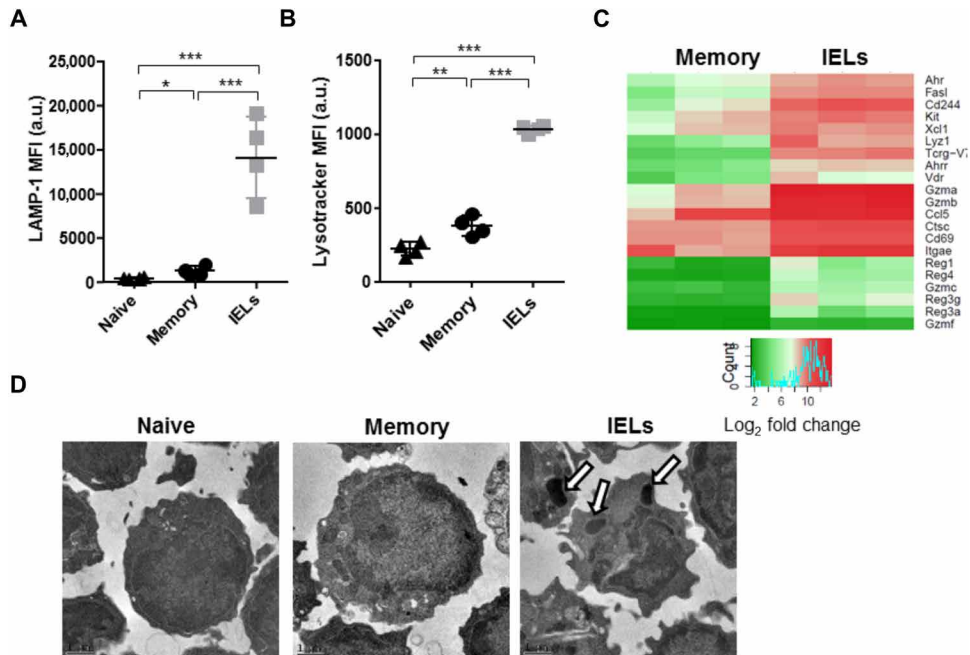 A
LAMP-1 MFI (a.u.)
25,000
20,000
15,000
10,000
5000
0
***
*
***
Naive
Memory
IELs
B
Lysotracker MFI (a.u.)
1500
1000
500
0
***
**
***
Naive
Memory
IELs
C
Memory
IELs
Ahr
Fasl
Cd244
Kit
Xcl1
Lyz1
Tcrg-V7
Ahrr
Vdr
Gzma
Gzmb
Ccl5
Ctsc
Cd69
Itgae
Reg1
Reg4
Gzmc
Reg3g
Reg3a
Gzmf
Count
0
2
6
10
Log2 fold change
D
Naive
Memory
IELs